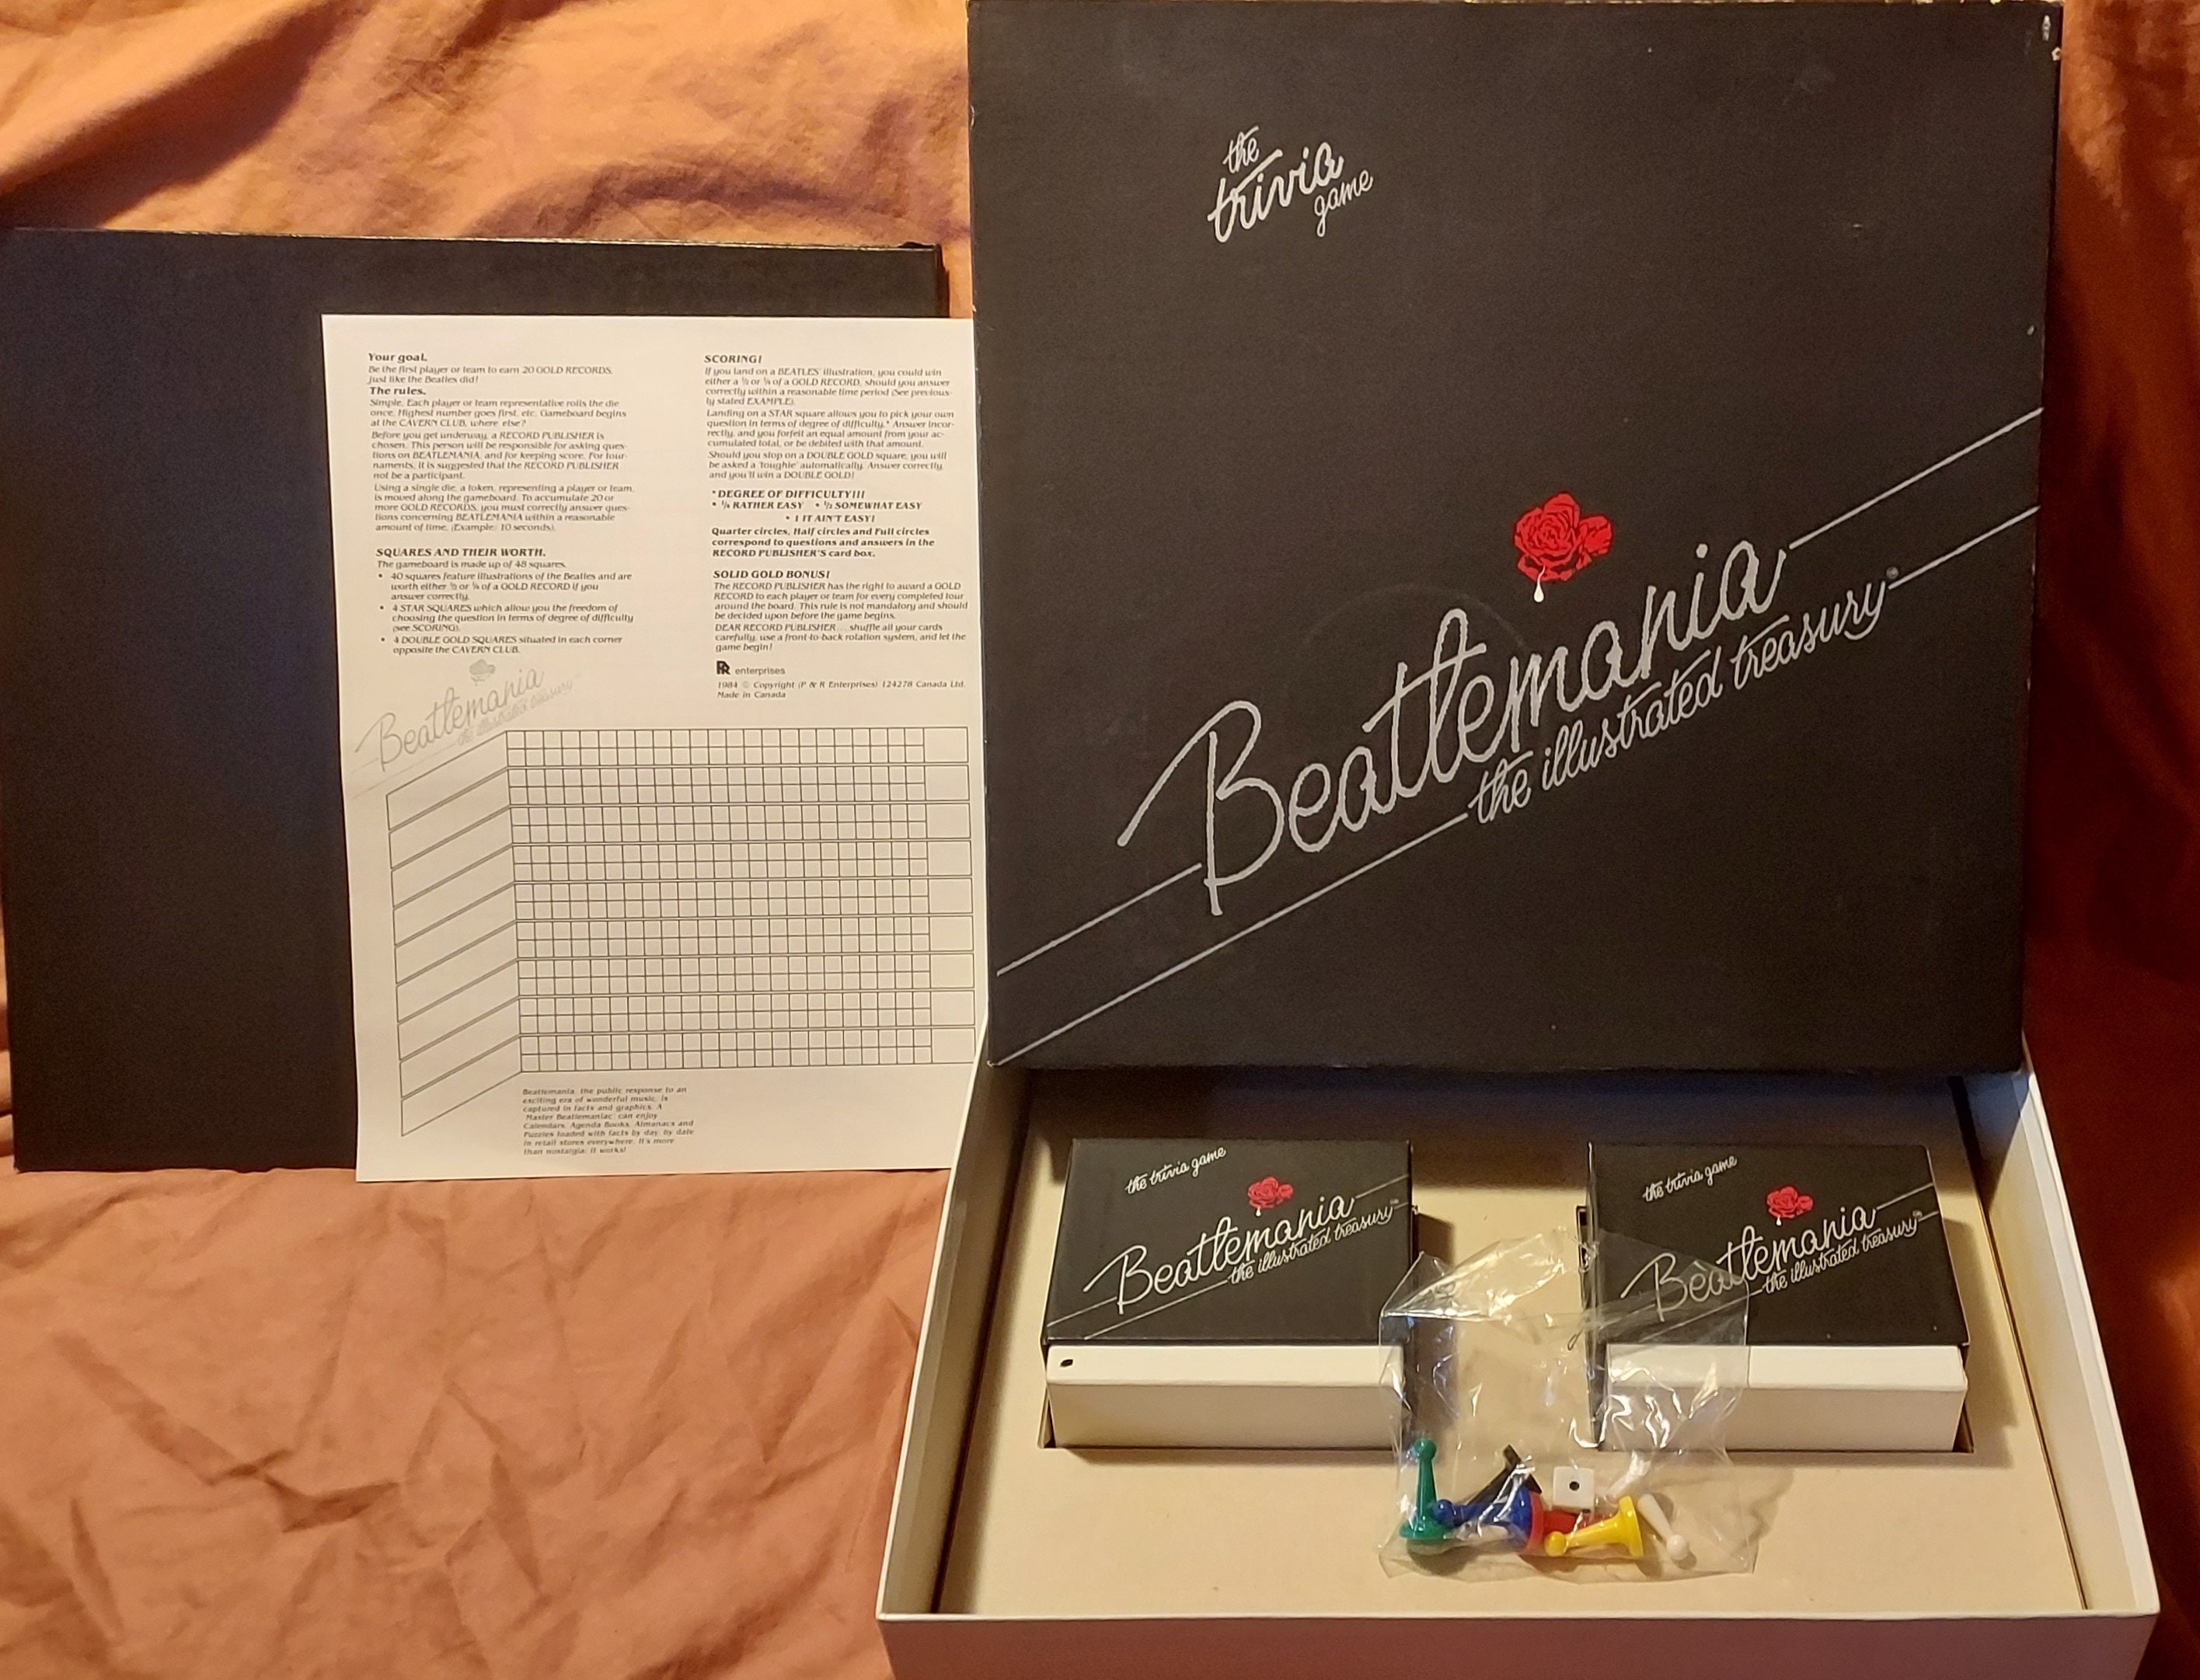 Your goal.
Be the first player or team to earn 20 GOLD RECORDS,
just like the Beatles did!
The rules.
Simple. Each player or team representative rolls the die
once. Highest number goes first, etc. Gameboard begins
at the CAVERN CLUB, where else?
Before you get underway, a RECORD PUBLISHER is
chosen. This person will be responsible for asking ques-
tions on BEATLEMANIA, and for keeping score. For tour-
naments, it is suggested that the RECORD PUBLISHER
not be a participant.
Using a single die, a token, representing a player or team,
is moved along the gameboard. To accumulate 20 or
more GOLD RECORDS, you must correctly answer ques-
tions concerning BEATLEMANIA within a reasonable
amount of time. (Example: 10 seconds).
SQUARES AND THEIR WORTH.
The gameboard is made up of 48 squares.
• 40 squares feature illustrations of the Beatles and are
worth either ½ or ¼ of a GOLD RECORD if you
answer correctly.
• 4 STAR SQUARES which allow you the freedom of
choosing the question in terms of degree of difficulty
(see SCORING).
• 4 DOUBLE GOLD SQUARES situated in each corner
opposite the CAVERN CLUB.
SCORING!
If you land on a BEATLES' illustration, you could win
either a ½ or ¼ of a GOLD RECORD, should you answer
correctly within a reasonable time period (See previous-
ly stated EXAMPLE).
Landing on a STAR square allows you to pick your own
question in terms of degree of difficulty.* Answer incor-
rectly, and you forfeit an equal amount from your ac-
cumulated total, or be debited with that amount.
Should you stop on a DOUBLE GOLD square, you will
be asked a 'toughie' automatically. Answer correctly
and you'll win a DOUBLE GOLD!
*DEGREE OF DIFFICULTY!!!
• ¼ RATHER EASY • ½ SOMEWHAT EASY
• 1 IT AIN'T EASY!
Quarter circles, Half circles and Full circles
correspond to questions and answers in the
RECORD PUBLISHER'S card box.
SOLID GOLD BONUS!
The RECORD PUBLISHER has the right to award a GOLD
RECORD to each player or team for every completed tour
around the board. This rule is not mandatory and should
be decided upon before the game begins.
DEAR RECORD PUBLISHER... shuffle all your cards
carefully, use a front-to-back rotation system, and let the
game begin!
PR enterprises
1984 © Copyright (P & R Enterprises) 124278 Canada Ltd.
Made in Canada
Beatlemania
the illustrated treasury
Beatlemania, the public response to an
exciting era of wonderful music, is
captured in facts and graphics. A
'Master Beatlemaniac' can enjoy
Calendars, Agenda Books, Almanacs and
Puzzles loaded with facts by day, by date
in retail stores everywhere. It's more
than nostalgia: it works!
the
trivia
game
Beatlemania
the illustrated treasury
the trivia game
Beatlemania
the illustrated treasury
the trivia game
Beatlemania
the illustrated treasury